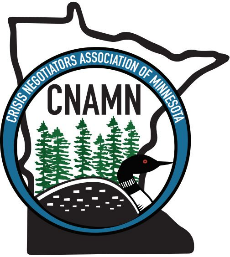 CRISIS NEGOTIATORS ASSOCIATION OF MINNESOTA
CNAMN